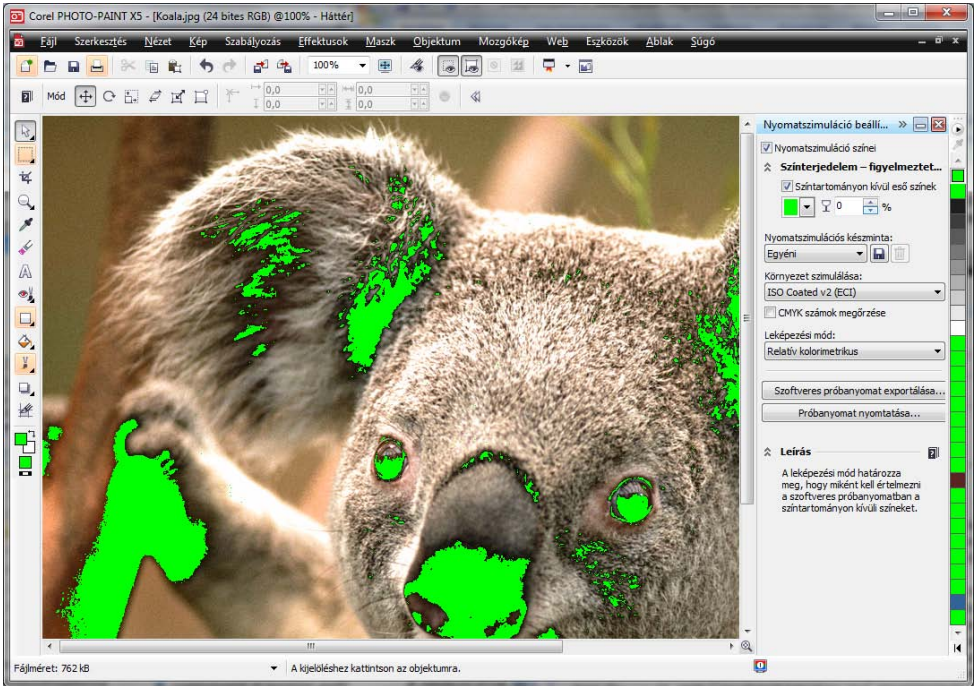 Corel PHOTO-PAINT X5 - [Koala.jpg (24 bites RGB) @100% - Háttér]
Fájl Szerkesztés Nézet Kép Szabályozás Effektusok Maszk Objektum Mozgókép Web Eszközök Ablak Súgó
100%
Mód
0,0
0,0
0,0
0,0
Nyomatszimuláció beáll...
Nyomatszimuláció színei
Színterjedelem – figyelmeztet...
Színtartományon kívül eső színek
0
%
Nyomatszimulációs készminta:
Egyéni
Környezet szimulálása:
ISO Coated v2 (ECI)
CMYK számok megőrzése
Leképezési mód:
Relatív kolorimetrikus
Szoftveres próbanyomat exportálása...
Próbanyomat nyomtatása...
Leírás
A leképezési mód határozza
meg, hogy miként kell értelmezni
a szoftveres próbanyomatban a
színtartományon kívüli színeket.
Fájlméret: 762 kB
A kijelöléshez kattintson az objektumra.